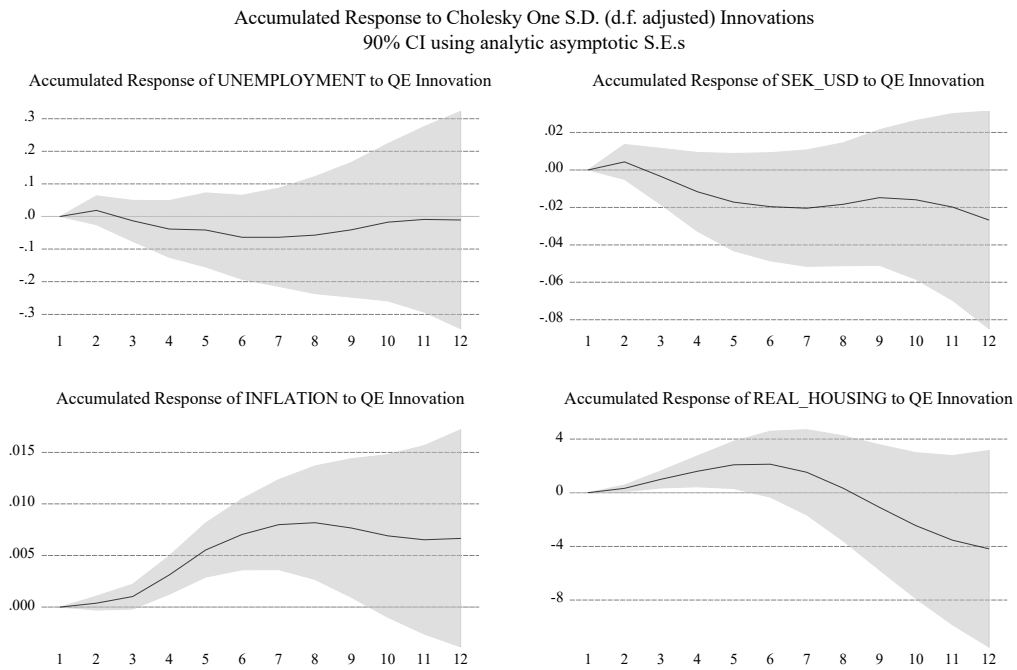 Accumulated Response to Cholesky One S.D. (d.f. adjusted) Innovations
90% CI using analytic asymptotic S.E.s
Accumulated Response of UNEMPLOYMENT to QE Innovation
.3
.2
.1
.0
-.1
-.2
-.3
1 2 3 4 5 6 7 8 9 10 11 12
Accumulated Response of SEK_USD to QE Innovation
.02
.00
-.02
-.04
-.06
-.08
1 2 3 4 5 6 7 8 9 10 11 12
Accumulated Response of INFLATION to QE Innovation
.015
.010
.005
.000
1 2 3 4 5 6 7 8 9 10 11 12
Accumulated Response of REAL_HOUSING to QE Innovation
4
0
-4
-8
1 2 3 4 5 6 7 8 9 10 11 12